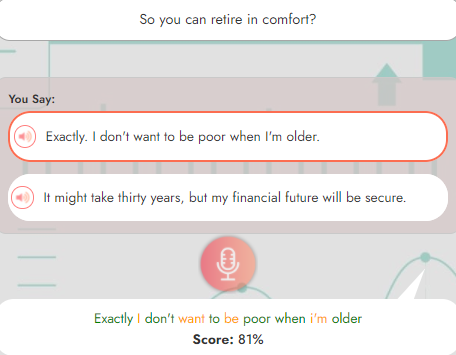 So you can retire in comfort?
You Say:
Exactly. I don't want to be poor when I'm older.
It might take thirty years, but my financial future will be secure.
Exactly I don't want to be poor when i'm older
Score: 81%